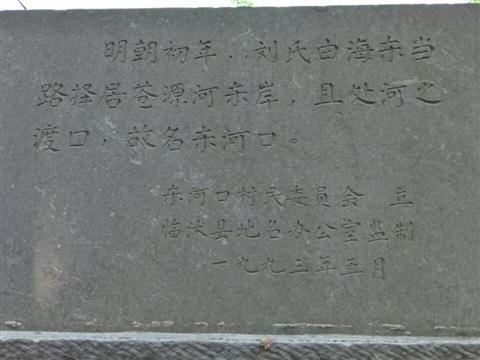 明朝初年，刘氏由海东当
路择居苍源河东岸，且处河之
渡口，故名东河口。
东河口村民委员会 立
临沭县地名办公室监制
一九九三年五月